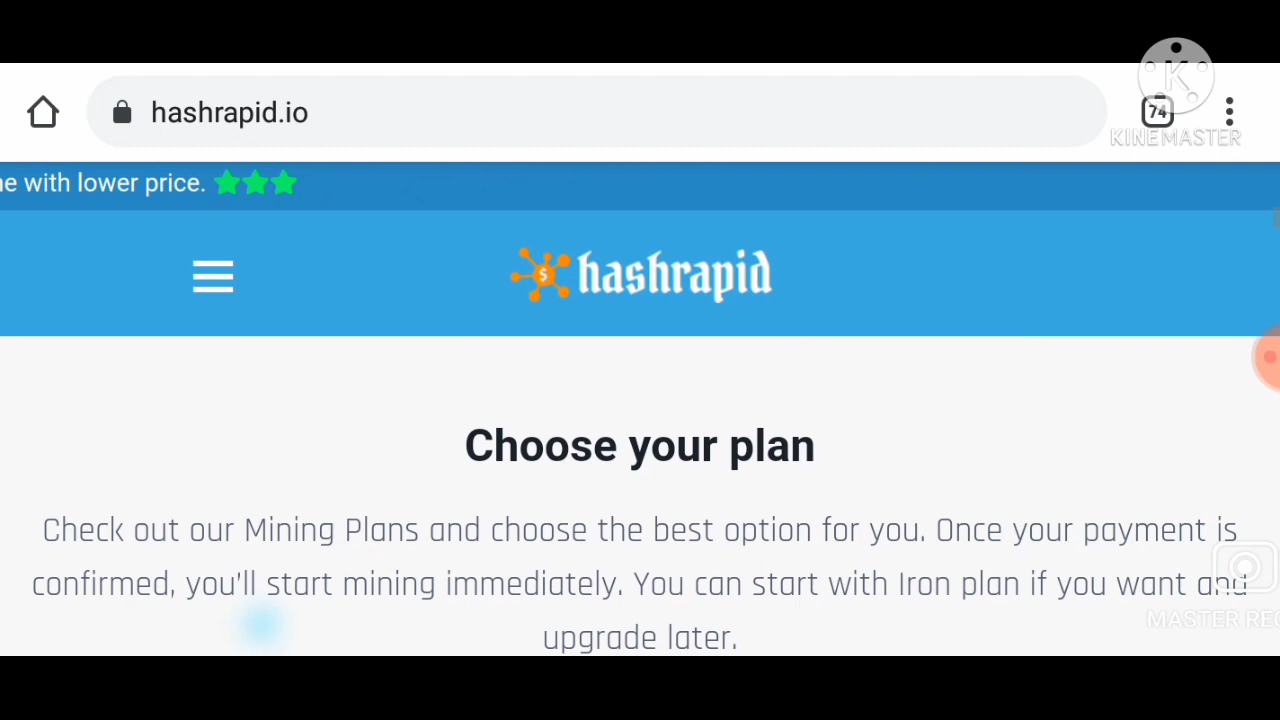 hashrapid.io
74
KINEMASTER
e with lower price.
$ hashrapid
Choose your plan
Check out our Mining Plans and choose the best option for you. Once your payment is
confirmed, you'll start mining immediately. You can start with Iron plan if you want and
upgrade later.
MASTER REC